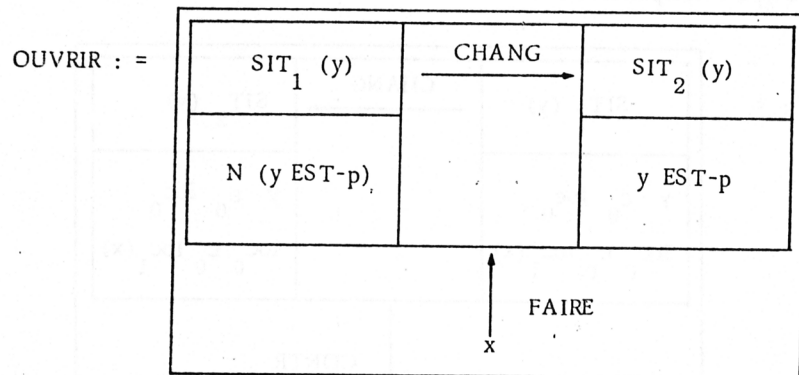 OUVRIR : =
SIT₁ (y)
CHANG
SIT₂ (y)
N (y EST-p)
y EST-p
FAIRE
x